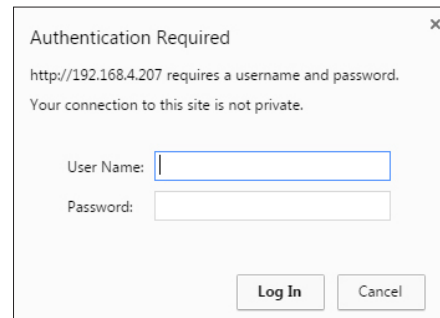 Authentication Required
http://192.168.4.207 requires a username and password.
Your connection to this site is not private.
User Name:
Password:
Log In Cancel